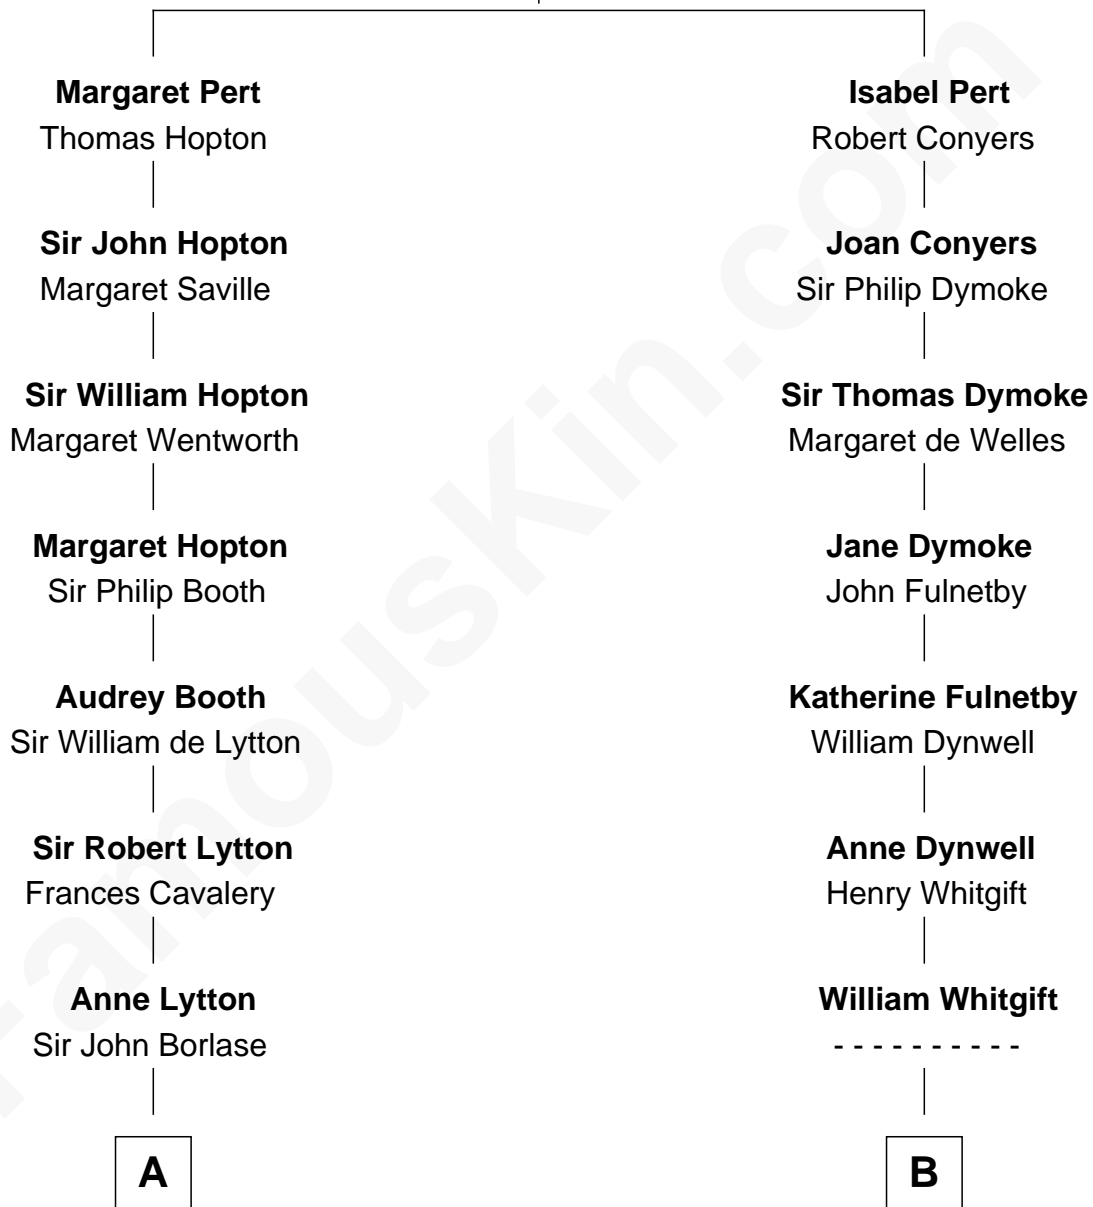 Margaret Pert
Thomas Hopton
Sir John Hopton
Margaret Saville
Sir William Hopton
Margaret Wentworth
Margaret Hopton
Sir Philip Booth
Audrey Booth
Sir William de Lytton
Sir Robert Lytton
Frances Cavalery
Anne Lytton
Sir John Borlase
A
Isabel Pert
Robert Conyers
Joan Conyers
Sir Philip Dymoke
Sir Thomas Dymoke
Margaret de Welles
Jane Dymoke
John Fulnetby
Katherine Fulnetby
William Dynwell
Anne Dynwell
Henry Whitgift
William Whitgift
- - - - - - - - - -
B
FamousKin.com